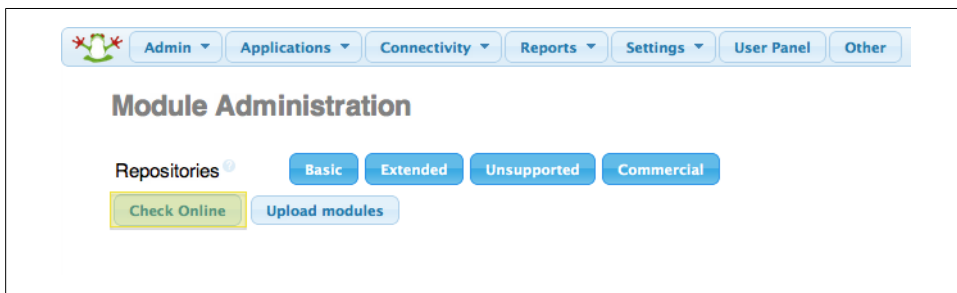 Admin Applications Connectivity Reports Settings User Panel Other
Module Administration
Repositories Basic Extended Unsupported Commercial
Check Online Upload modules